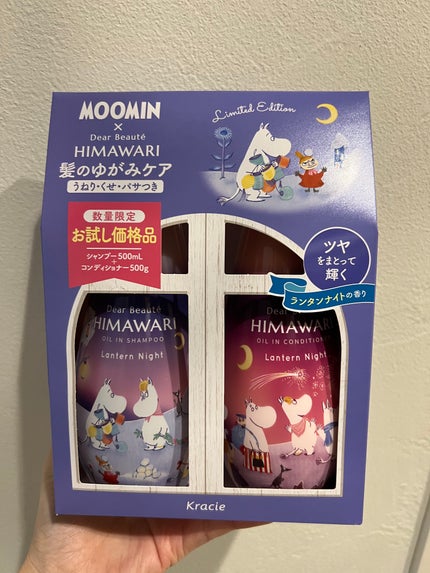 MOOMIN
×
Dear Beauté
HIMAWARI
髪のゆがみケア
うねり・くせ・パサつき
Limited Edition
数量限定
お試し価格品
シャンプー500mL
+
コンディショナー500g
ツヤ
をまとって
輝く
ランタンナイトの香り
Dear Beauté
HIMAWARI
OIL IN SHAMPOO
Lantern Night
Dear Beau
HIMAWARI
OIL IN CONDITIONE
Lantern Night
Kracie